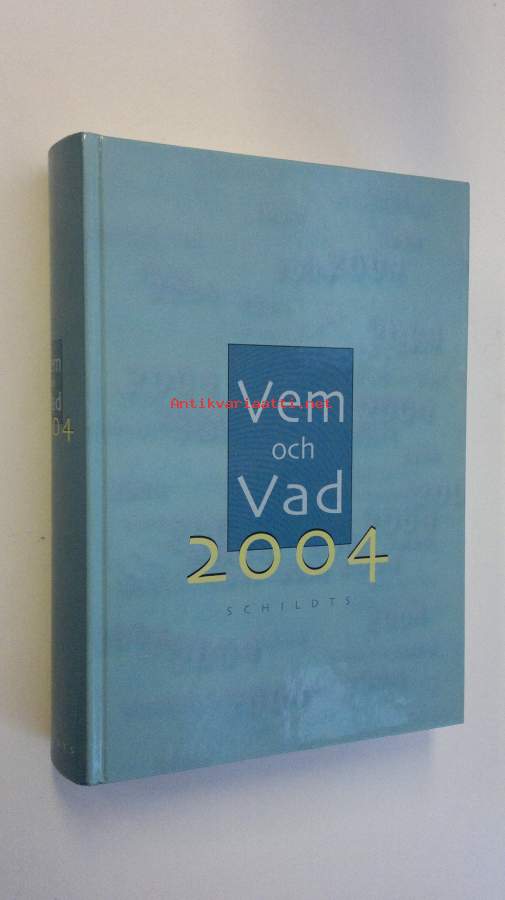 Vem
och
Vad
2004
SCHILDTS
Antikvariaatti.net